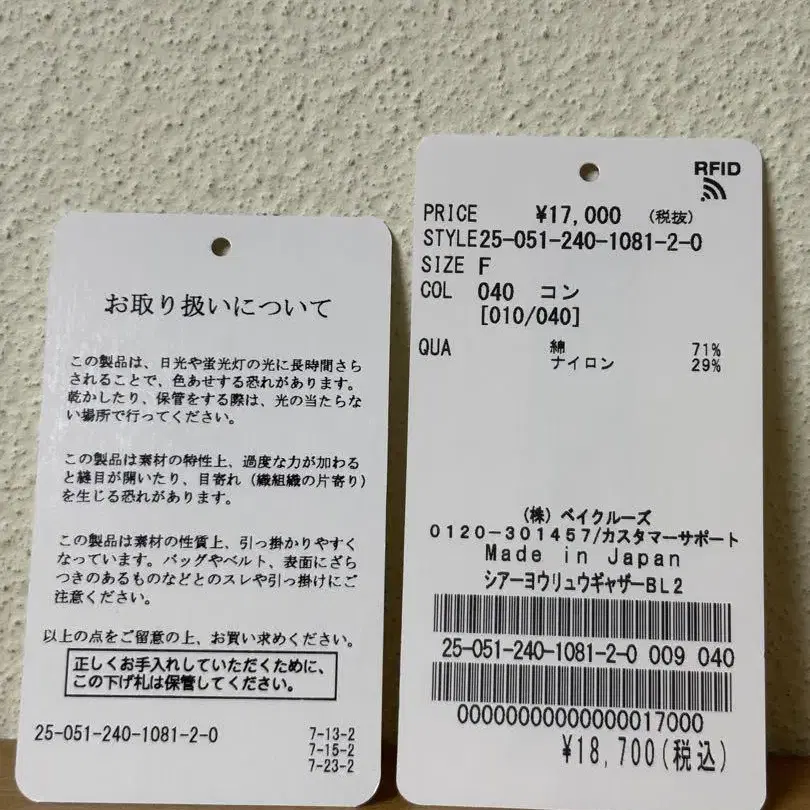 お取り扱いについて
この製品は、日光や蛍光灯の光に長時間さら
されることで、色あせする恐れがあります。
乾かしたり、保管をする際は、光の当たらな
い場所で行ってください。
この製品は素材の特性上、過度な力が加わる
と縫目が開いたり、目寄れ（織組織の片寄り）
を生じる恐れがあります。
この製品は素材の性質上、引っ掛かりやすく
なっています。バッグやベルト、表面にざら
つきのあるものなどとのスレや引っ掛けにご
注意ください。
以上の点をご留意の上、お買い求めください。
正しくお手入れしていただくために、
この下げ札は保管してください。
25-051-240-1081-2-0
7-13-2
7-15-2
7-23-2
RFID
PRICE ¥17,000 （税抜）
STYLE25-051-240-1081-2-0
SIZE F
COL 040 コン
[010/040]
QUA 綿 71%
ナイロン 29%
（株）ベイクルーズ
0120-301457/カスタマーサポート
Made in Japan
シアーヨウリュウギャザーBL2
25-051-240-1081-2-0 009 040
00000000000000017000
¥18,700(税込)